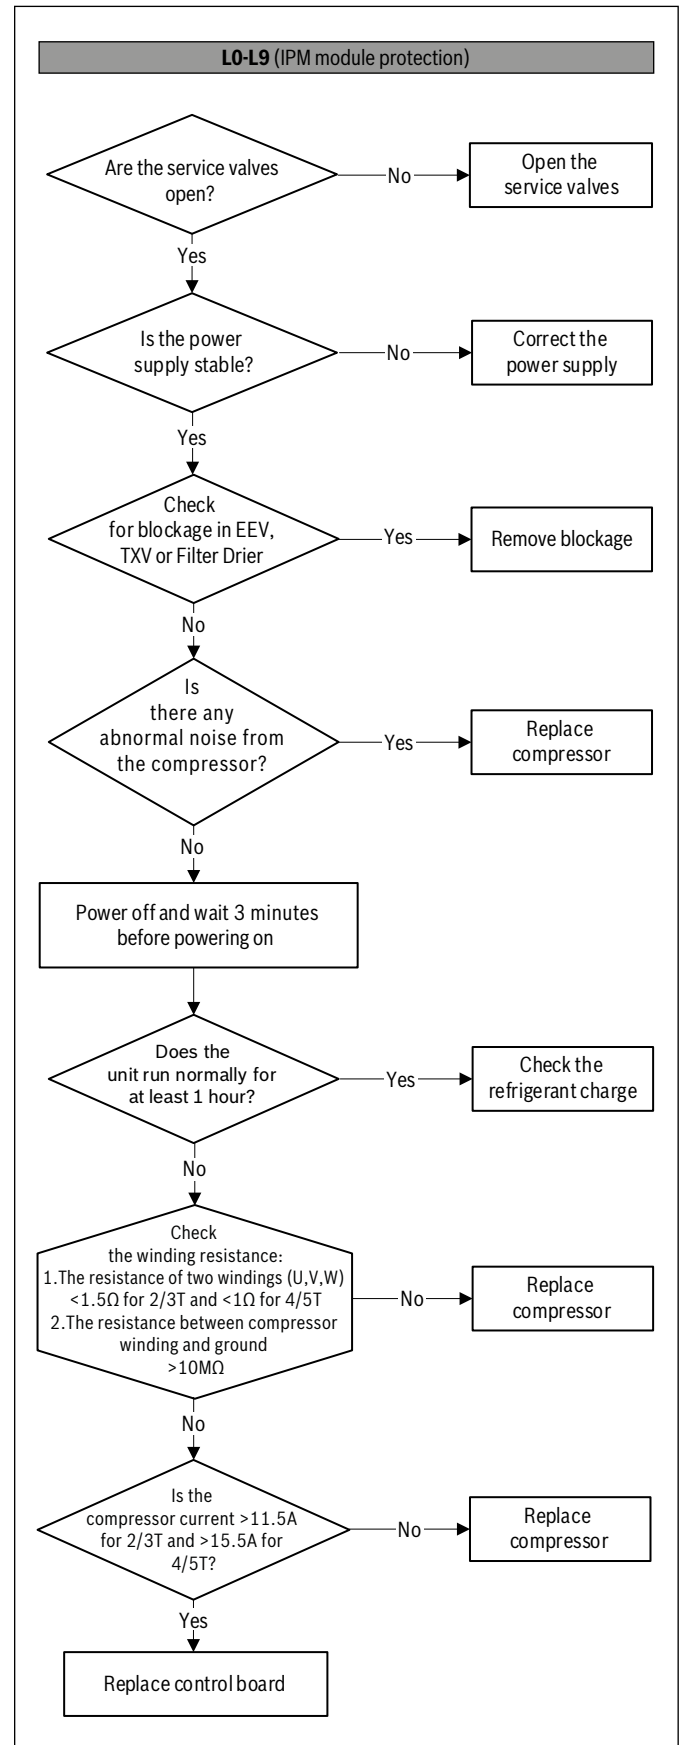 L0-L9 (IPM module protection)
Are the service valves
open?
No
Open the
service valves
Yes
Is the power
supply stable?
No
Correct the
power supply
Yes
Check
for blockage in EEV,
TXV or Filter Drier
Yes
Remove blockage
No
Is
there any
abnormal noise from
the compressor?
Yes
Replace
compressor
No
Power off and wait 3 minutes
before powering on
Does the
unit run normally for
at least 1 hour?
Yes
Check the
refrigerant charge
No
Check
the winding resistance:
1.The resistance of two windings (U,V,W)
<1.5Ω for 2/3T and <1Ω for 4/5T
2.The resistance between compressor
winding and ground
>10MΩ
No
Replace
compressor
No
Is the
compressor current >11.5A
for 2/3T and >15.5A for
4/5T?
No
Replace
compressor
Yes
Replace control board